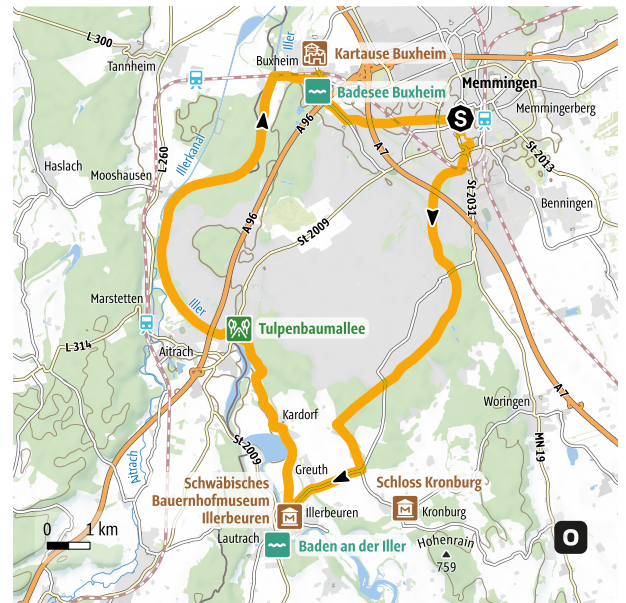 L 300
Tannheim
Iller
Buxheim
Kartause Buxheim
Badesee Buxheim
Memmingen
Memmingerberg
S
A 96
A 7
Illerkanal
L 260
Haslach
Mooshausen
St 2013
St 2031
Benningen
A 96
St 2009
Marstetten
Iller
Tulpenbaumallee
L 314
Aitrach
A 7
Woringen
Kardorf
St 2009
MN 19
Aitrach
Greuth
Schwäbisches
Bauernhofmuseum
Illerbeuren
Schloss Kronburg
Illerbeuren
Kronburg
Lautrach
Baden an der Iller
Hohenrain
759
0 1 km
O